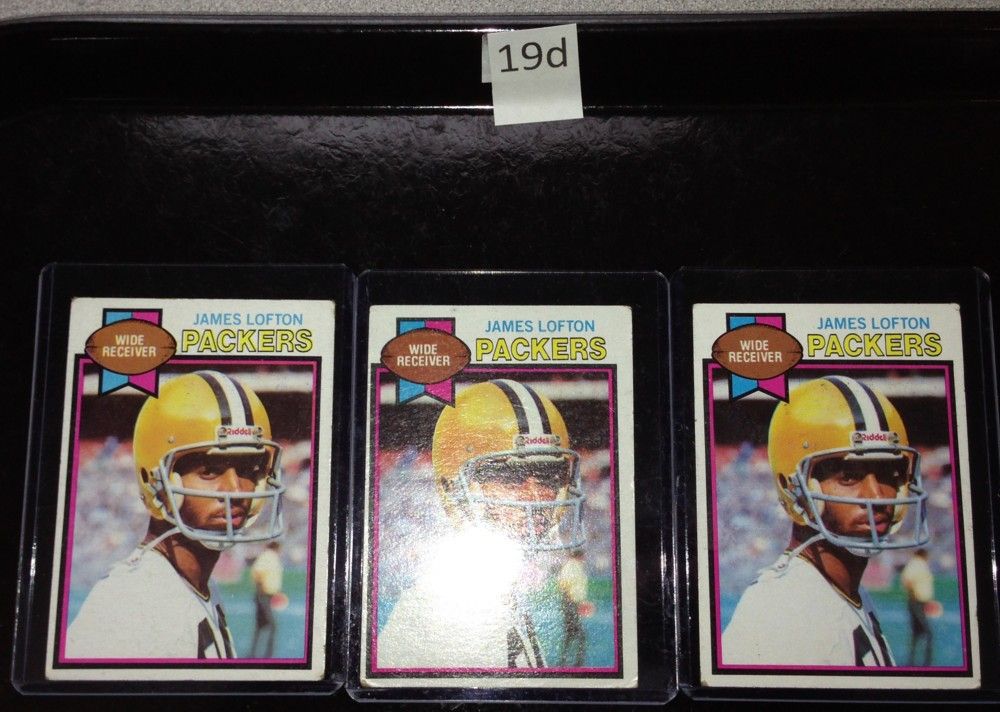 19d
JAMES LOFTON
PACKERS
WIDE
RECEIVER
Riddell
JAMES LOFTON
PACKERS
WIDE
RECEIVER
Riddell
JAMES LOFTON
PACKERS
WIDE
RECEIVER
Riddell